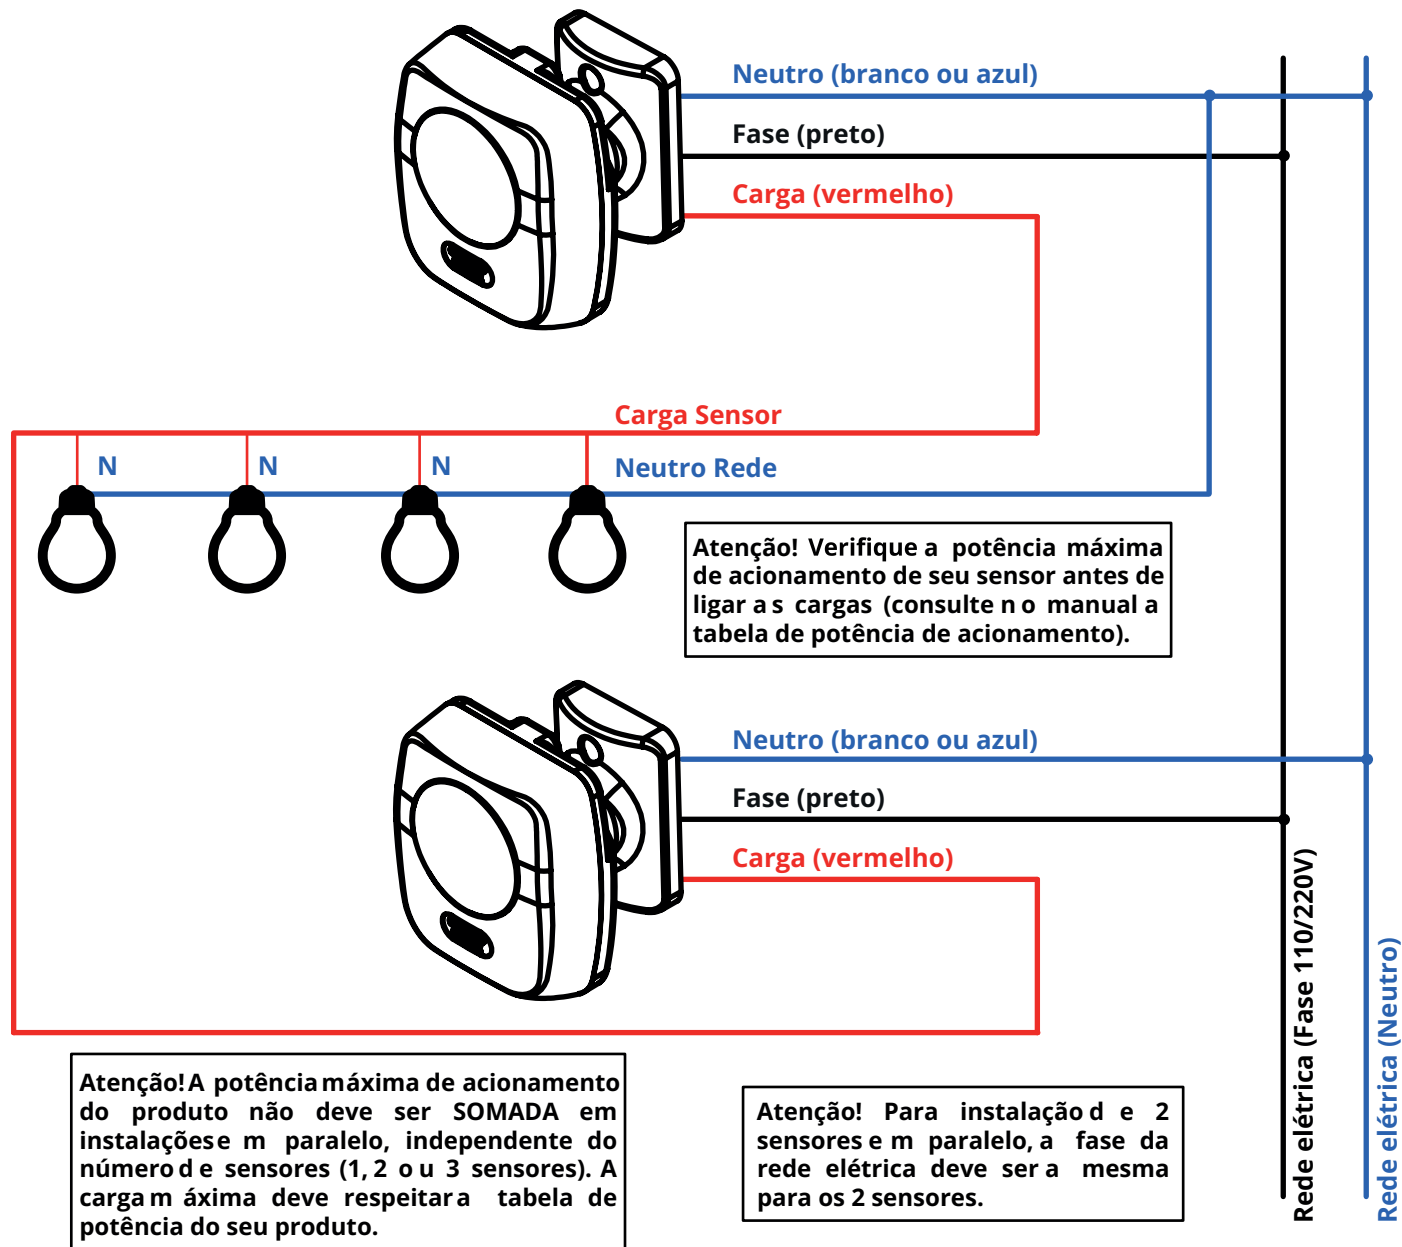 Neutro (branco ou azul)
Fase (preto)
Carga (vermelho)
Carga Sensor
N
N
N
Neutro Rede
Atenção! Verifique a potência máxima
de acionamento de seu sensor antes de
ligar as cargas (consulte no manual a
tabela de potência de acionamento).
Neutro (branco ou azul)
Fase (preto)
Carga (vermelho)
Rede elétrica (Fase 110/220V)
Rede elétrica (Neutro)
Atenção! A potência máxima de acionamento
do produto não deve ser SOMADA em
instalações em paralelo, independente do
número de sensores (1, 2 ou 3 sensores). A
carga máxima deve respeitar a tabela de
potência do seu produto.
Atenção! Para instalação de 2
sensores em paralelo, a fase da
rede elétrica deve ser a mesma
para os 2 sensores.